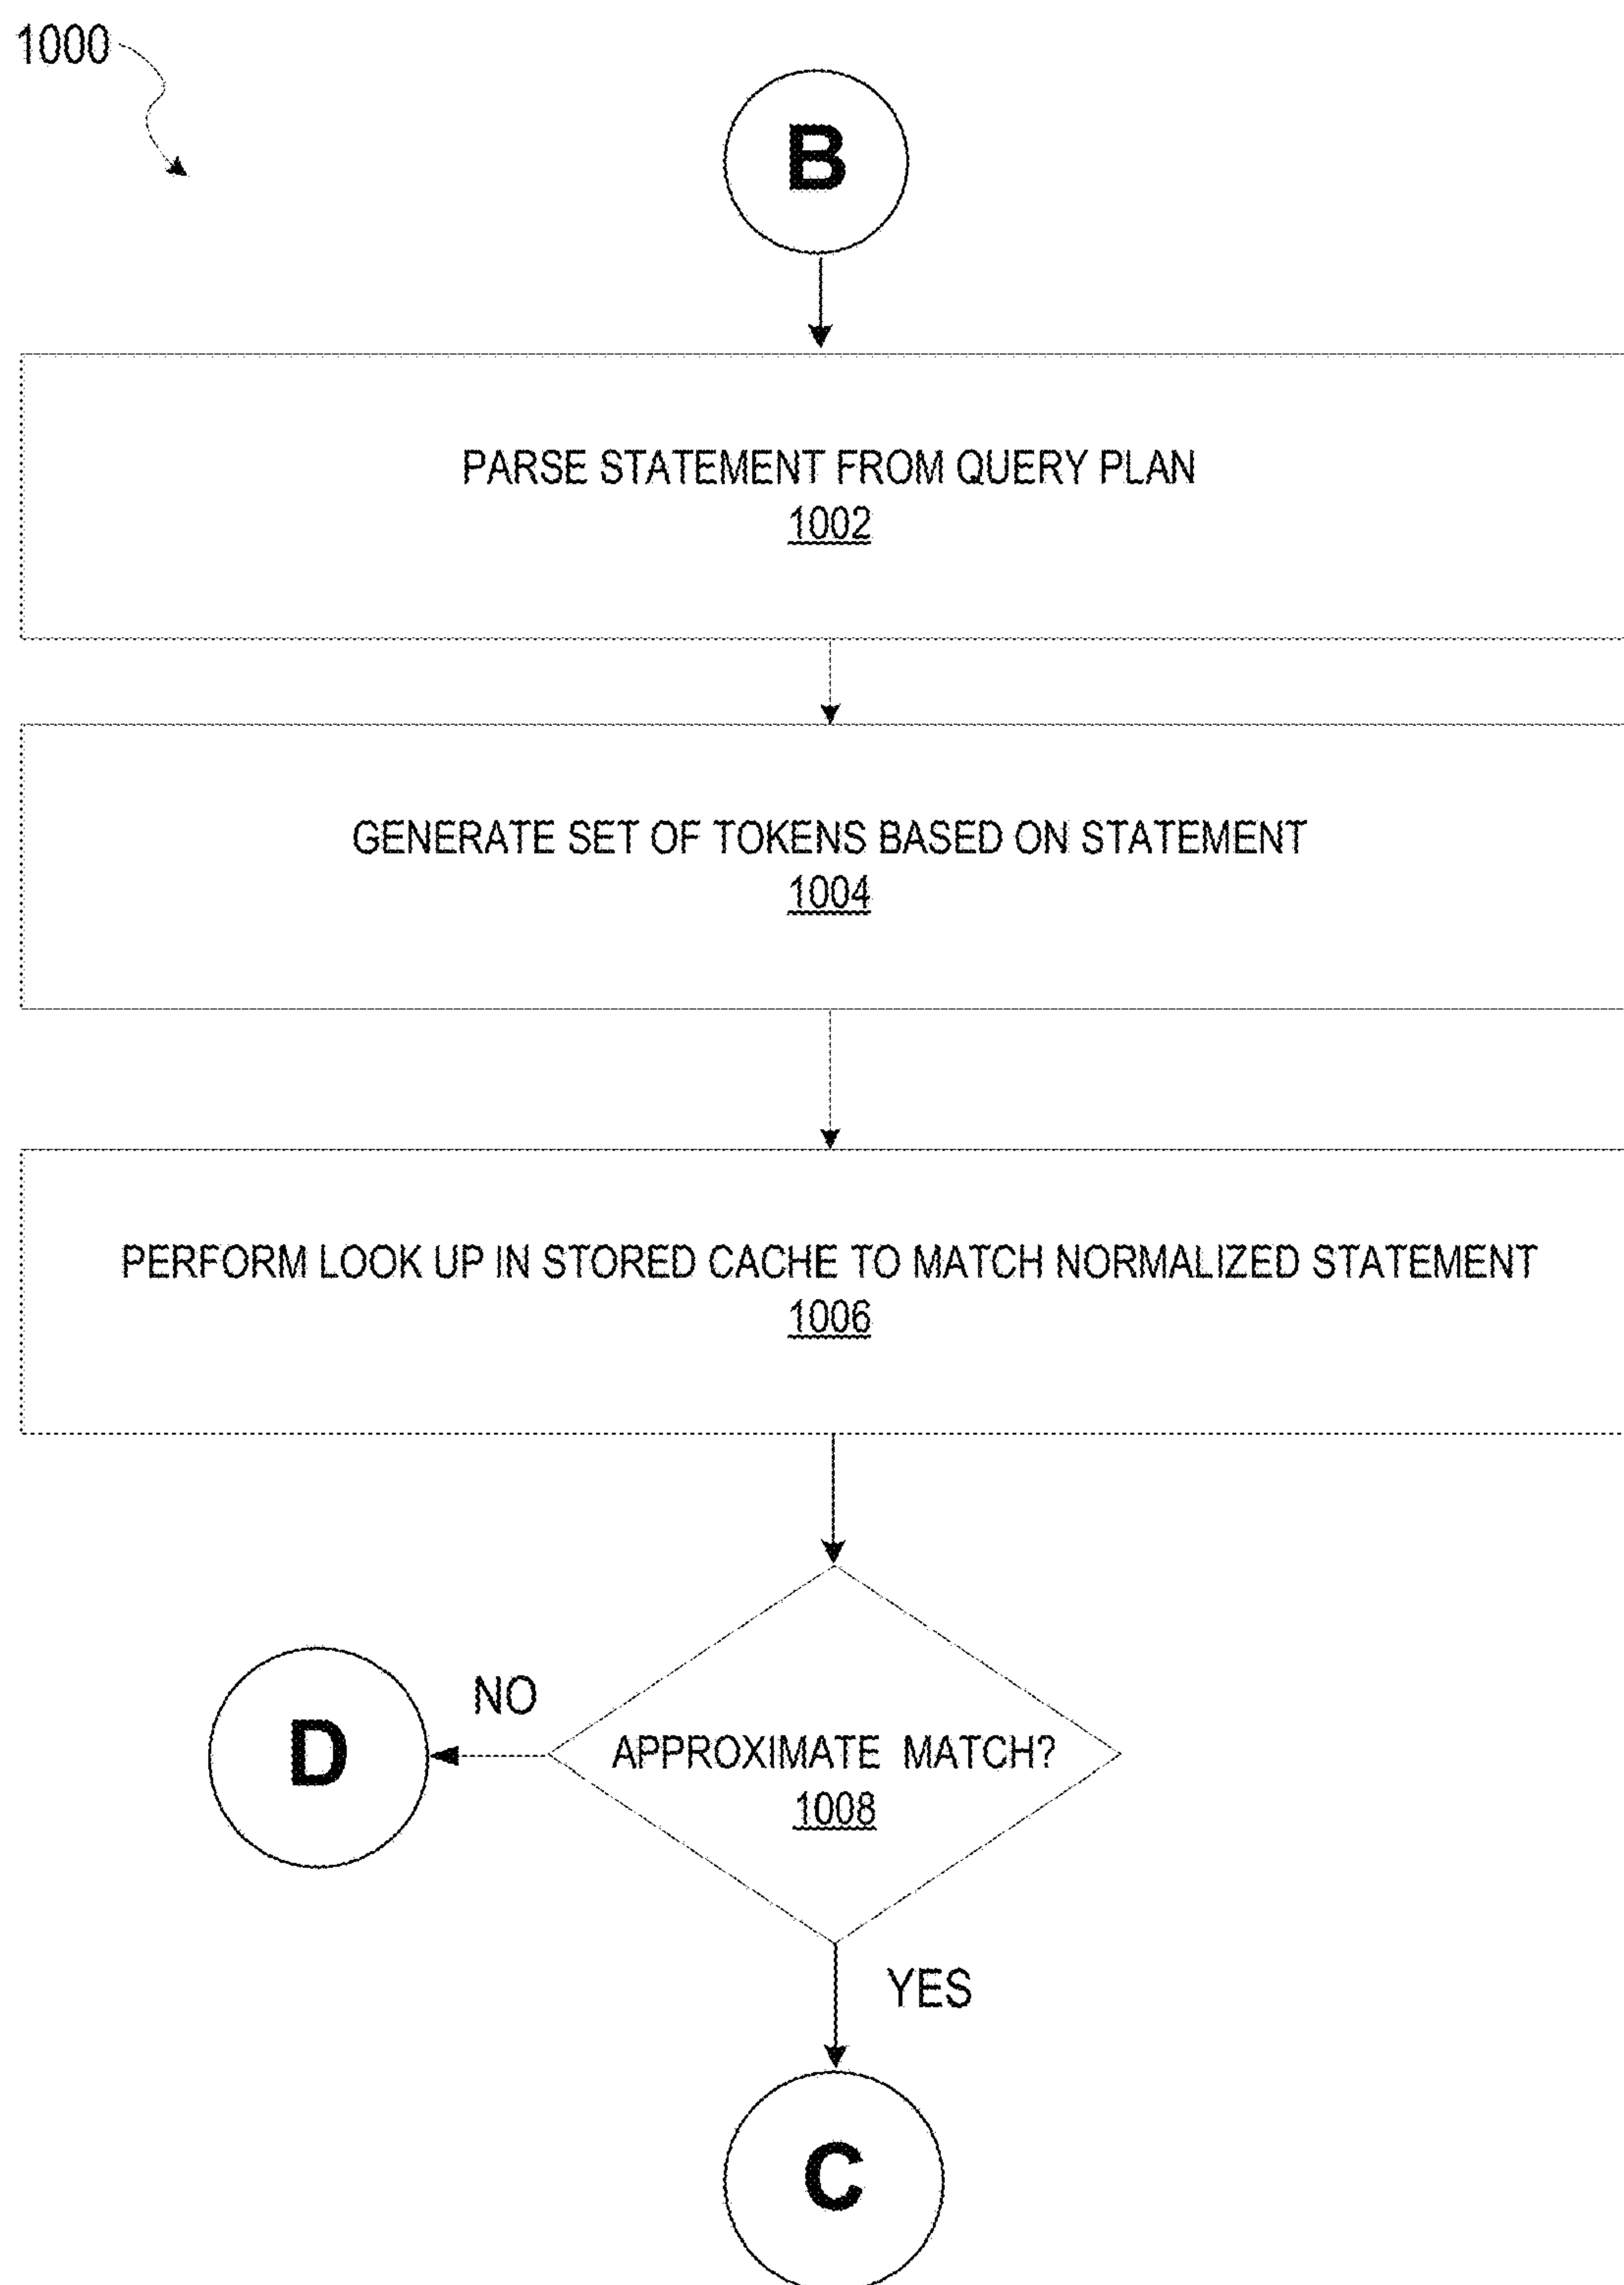 1000
B
PARSE STATEMENT FROM QUERY PLAN
1002
GENERATE SET OF TOKENS BASED ON STATEMENT
1004
PERFORM LOOK UP IN STORED CACHE TO MATCH NORMALIZED STATEMENT
1006
NO
D
APPROXIMATE MATCH?
1008
YES
C